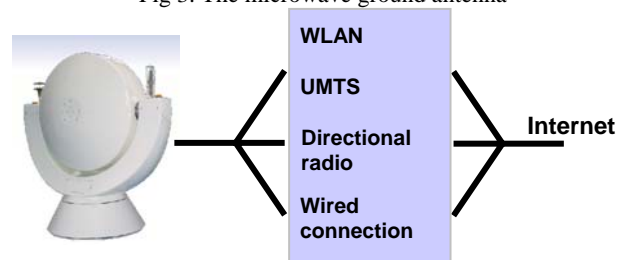 Fig 3. The microwave ground antenna
WLAN
UMTS
Directional
radio
Wired
connection
Internet